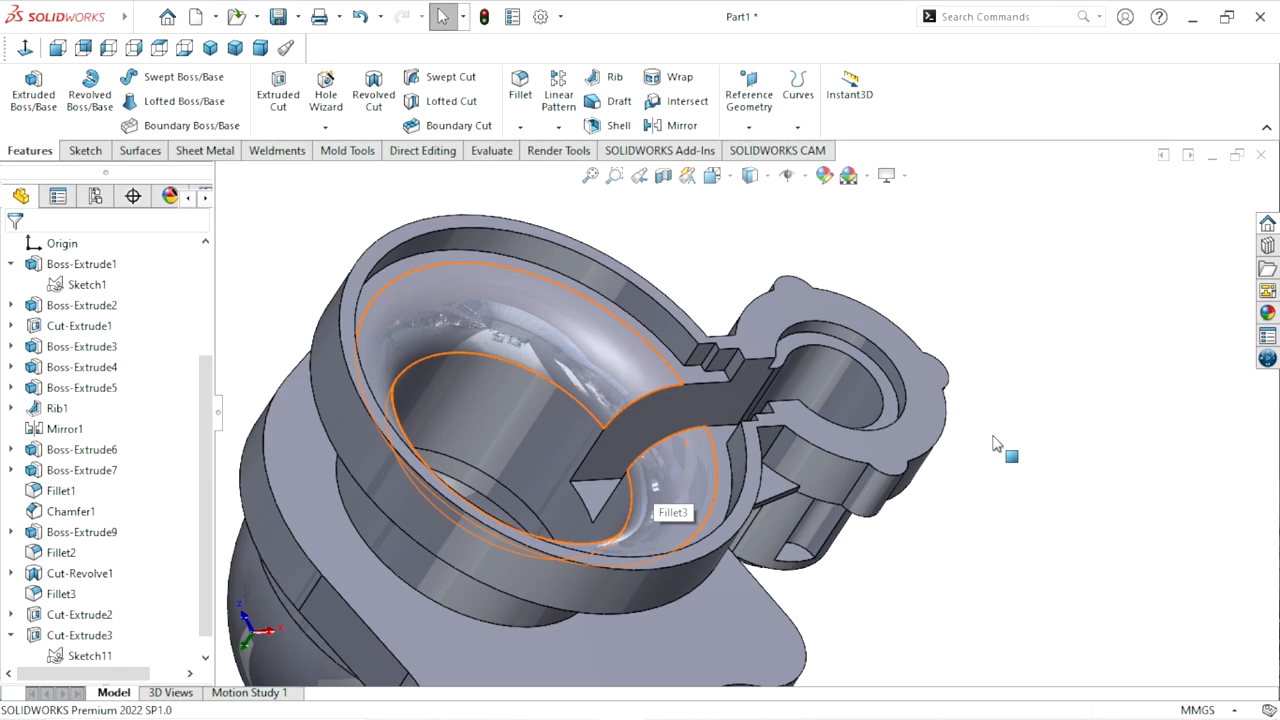 SOLIDWORKS
Part1 *
Search Commands
Extruded Boss/Base
Revolved Boss/Base
Swept Boss/Base
Lofted Boss/Base
Boundary Boss/Base
Extruded Cut
Hole Wizard
Revolved Cut
Swept Cut
Lofted Cut
Boundary Cut
Fillet
Linear Pattern
Rib
Draft
Shell
Wrap
Intersect
Mirror
Reference Geometry
Curves
Instant3D
Features
Sketch
Surfaces
Sheet Metal
Weldments
Mold Tools
Direct Editing
Evaluate
Render Tools
SOLIDWORKS Add-Ins
SOLIDWORKS CAM
Origin
Boss-Extrude1
Sketch1
Boss-Extrude2
Cut-Extrude1
Boss-Extrude3
Boss-Extrude4
Boss-Extrude5
Rib1
Mirror1
Boss-Extrude6
Boss-Extrude7
Fillet1
Chamfer1
Boss-Extrude9
Fillet2
Cut-Revolve1
Fillet3
Cut-Extrude2
Cut-Extrude3
Sketch11
Fillet3
z
x
Model
3D Views
Motion Study 1
SOLIDWORKS Premium 2022 SP1.0
MMGS